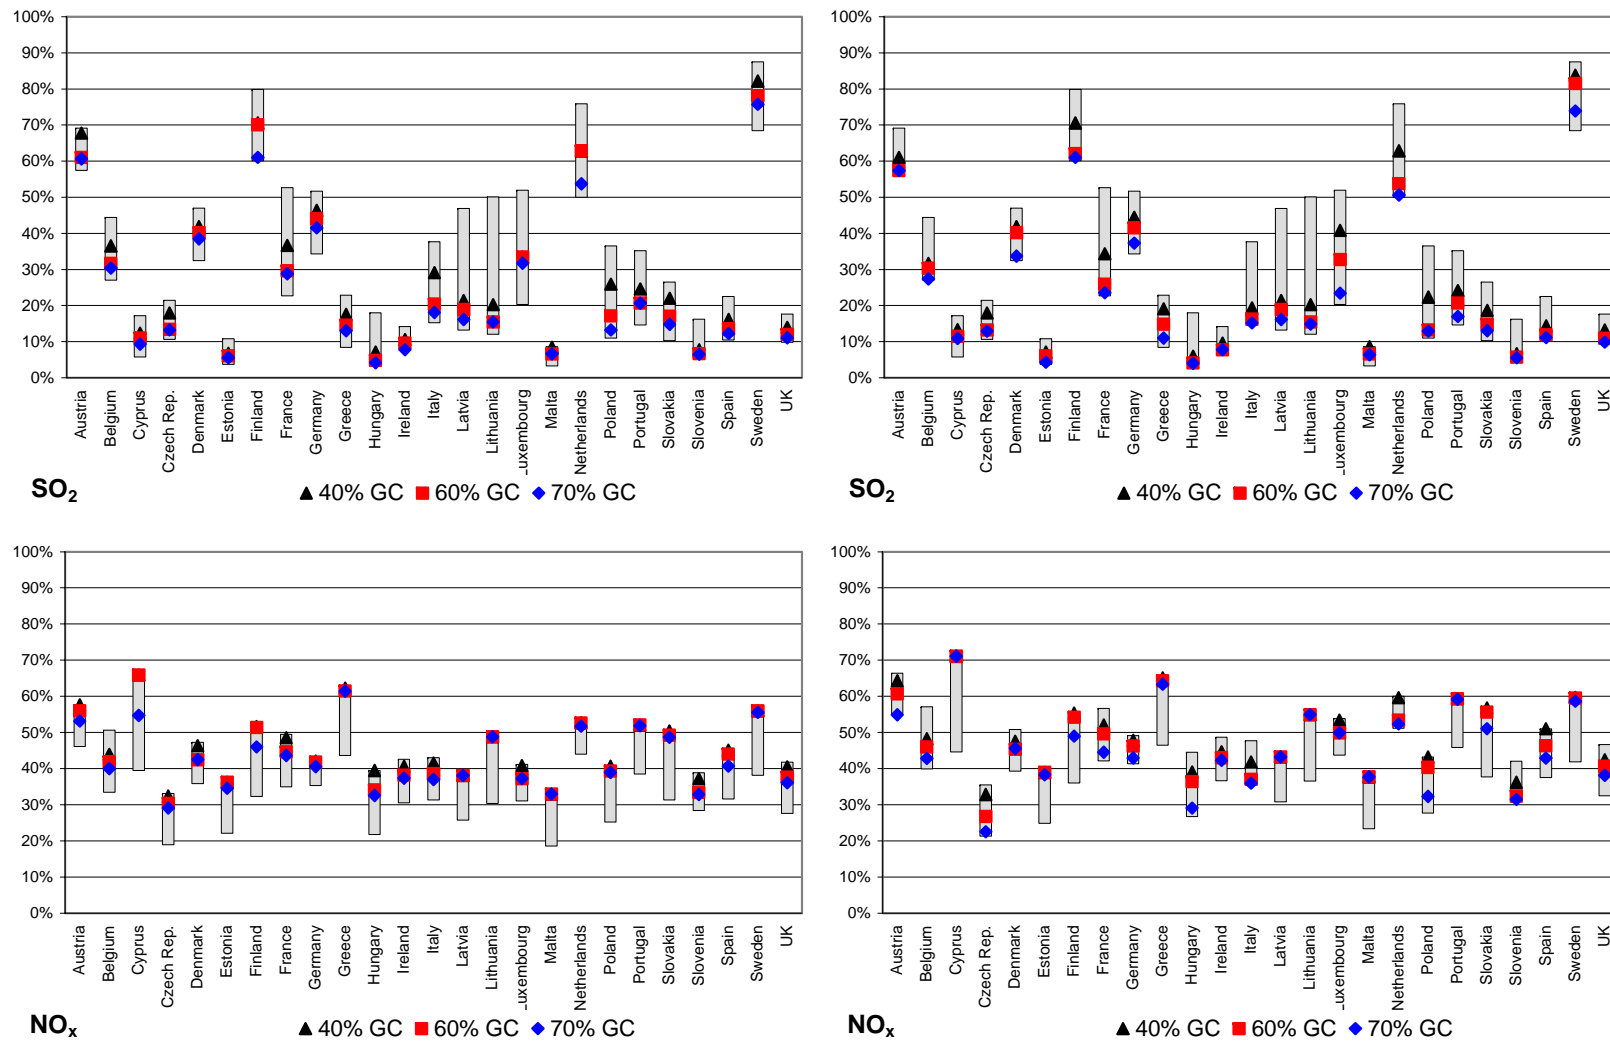 100%
90%
80%
70%
60%
50%
40%
30%
20%
10%
0%
Austria
Belgium
Cyprus
Czech Rep.
Denmark
Estonia
Finland
France
Germany
Greece
Hungary
Ireland
Italy
Latvia
Lithuania
Luxembourg
Malta
Netherlands
Poland
Portugal
Slovakia
Slovenia
Spain
Sweden
UK
SO₂
40% GC 60% GC 70% GC
100%
90%
80%
70%
60%
50%
40%
30%
20%
10%
0%
Austria
Belgium
Cyprus
Czech Rep.
Denmark
Estonia
Finland
France
Germany
Greece
Hungary
Ireland
Italy
Latvia
Lithuania
Luxembourg
Malta
Netherlands
Poland
Portugal
Slovakia
Slovenia
Spain
Sweden
UK
SO₂
40% GC 60% GC 70% GC
100%
90%
80%
70%
60%
50%
40%
30%
20%
10%
0%
Austria
Belgium
Cyprus
Czech Rep.
Denmark
Estonia
Finland
France
Germany
Greece
Hungary
Ireland
Italy
Latvia
Lithuania
Luxembourg
Malta
Netherlands
Poland
Portugal
Slovakia
Slovenia
Spain
Sweden
UK
NOₓ
40% GC 60% GC 70% GC
100%
90%
80%
70%
60%
50%
40%
30%
20%
10%
0%
Austria
Belgium
Cyprus
Czech Rep.
Denmark
Estonia
Finland
France
Germany
Greece
Hungary
Ireland
Italy
Latvia
Lithuania
Luxembourg
Malta
Netherlands
Poland
Portugal
Slovakia
Slovenia
Spain
Sweden
UK
NOₓ
40% GC 60% GC 70% GC